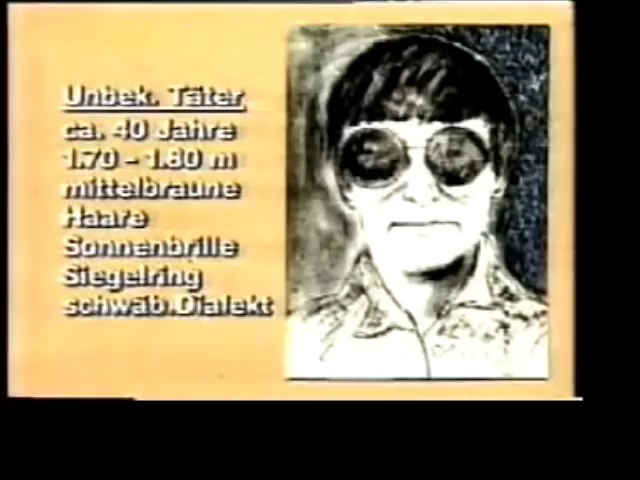 Unbek. Täter
ca. 40 Jahre
1.70 - 1.80 m
mittelbraune
Haare
Sonnenbrille
Siegelring
schwäb.Dialekt